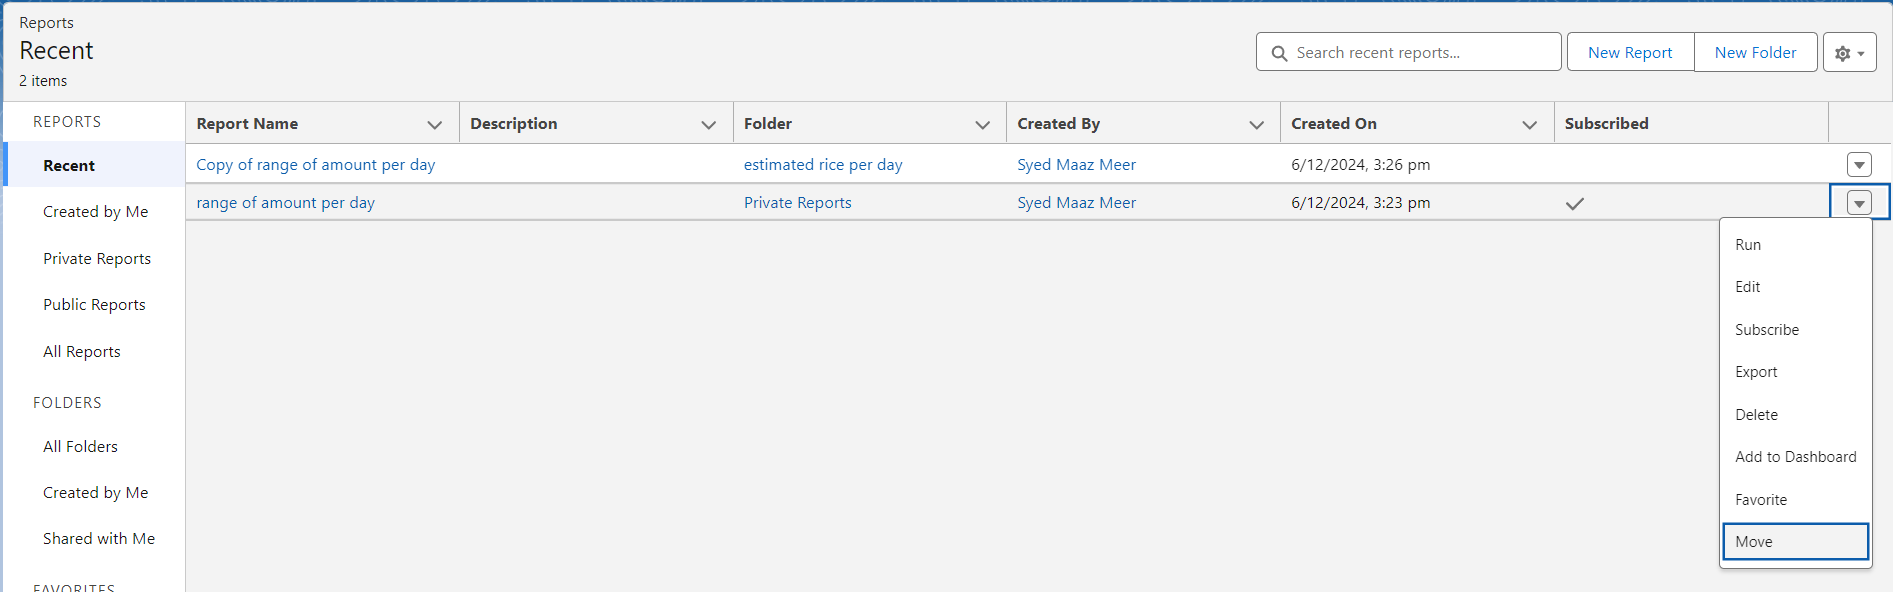 Reports
Recent
2 items
Search recent reports...
New Report
New Folder
REPORTS
Recent
Created by Me
Private Reports
Public Reports
All Reports
FOLDERS
All Folders
Created by Me
Shared with Me
FAVORITES
Report Name Description Folder Created By Created On Subscribed
Copy of range of amount per day estimated rice per day Syed Maaz Meer 6/12/2024, 3:26 pm
range of amount per day Private Reports Syed Maaz Meer 6/12/2024, 3:23 pm
Run
Edit
Subscribe
Export
Delete
Add to Dashboard
Favorite
Move